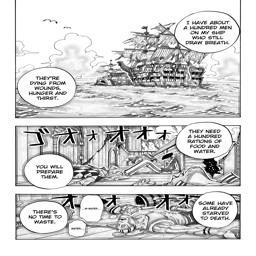 I HAVE ABOUT
A HUNDRED MEN
ON MY SHIP
WHO STILL
DRAW BREATH.
THEY'RE
DYING FROM
WOUNDS,
HUNGER AND
THIRST.
ゴオオオオ
THEY NEED
A HUNDRED
RATIONS OF
FOOD AND
WATER.
YOU WILL
PREPARE
THEM.
SOME HAVE
ALREADY
STARVED TO
DEATH.
W-WATER...
WATER...
THERE'S NO
TIME TO
WASTE.